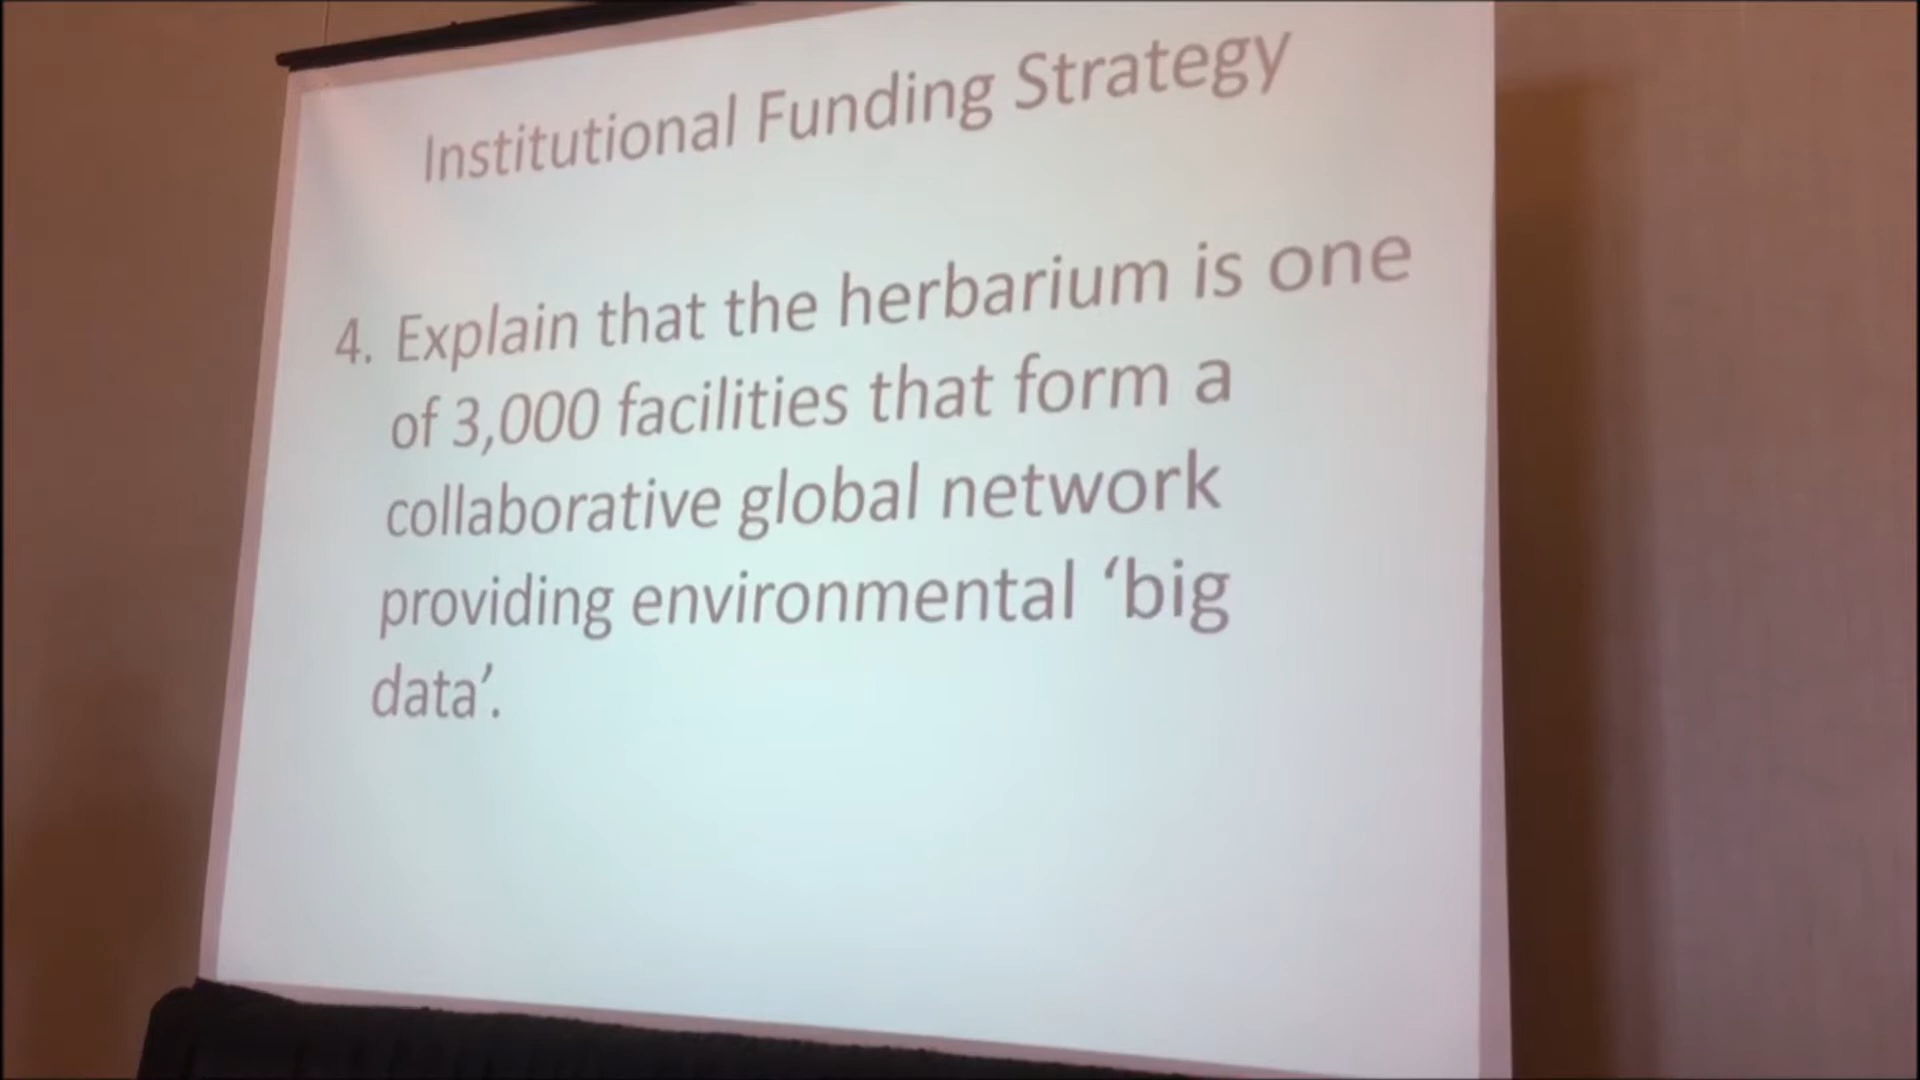 Institutional Funding Strategy
4. Explain that the herbarium is one
of 3,000 facilities that form a
collaborative global network
providing environmental ‘big
data’.